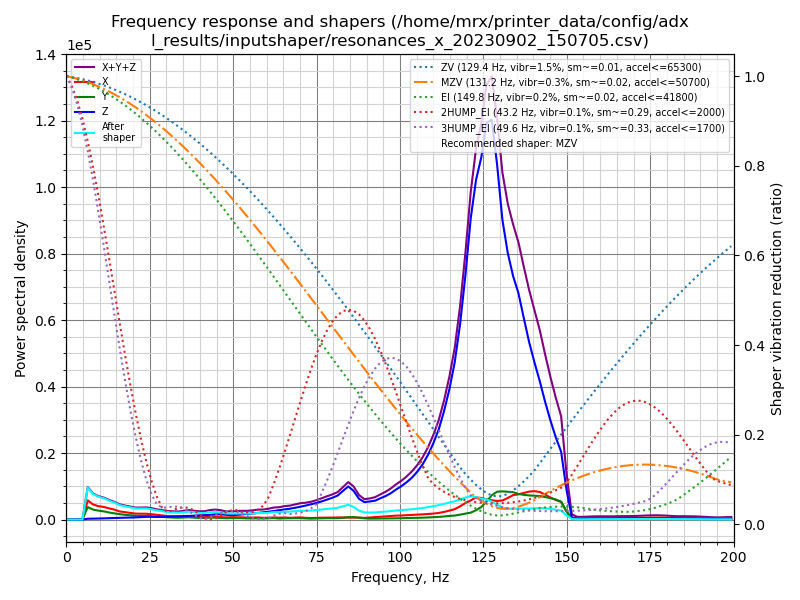 Frequency response and shapers (/home/mrx/printer_data/config/adx
l_results/inputshaper/resonances_x_20230902_150705.csv)
1e5
X+Y+Z
X
Y
Z
After
shaper
ZV (129.4 Hz, vibr=1.5%, sm~=0.01, accel<=65300)
MZV (131.2 Hz, vibr=0.3%, sm~=0.02, accel<=50700)
EI (149.8 Hz, vibr=0.2%, sm~=0.02, accel<=41800)
2HUMP_EI (43.2 Hz, vibr=0.1%, sm~=0.29, accel<=2000)
3HUMP_EI (49.6 Hz, vibr=0.1%, sm~=0.33, accel<=1700)
Recommended shaper: MZV
Power spectral density
1.4
1.2
1.0
0.8
0.6
0.4
0.2
0.0
Shaper vibration reduction (ratio)
1.0
0.8
0.6
0.4
0.2
0.0
0 25 50 75 100 125 150 175 200
Frequency, Hz